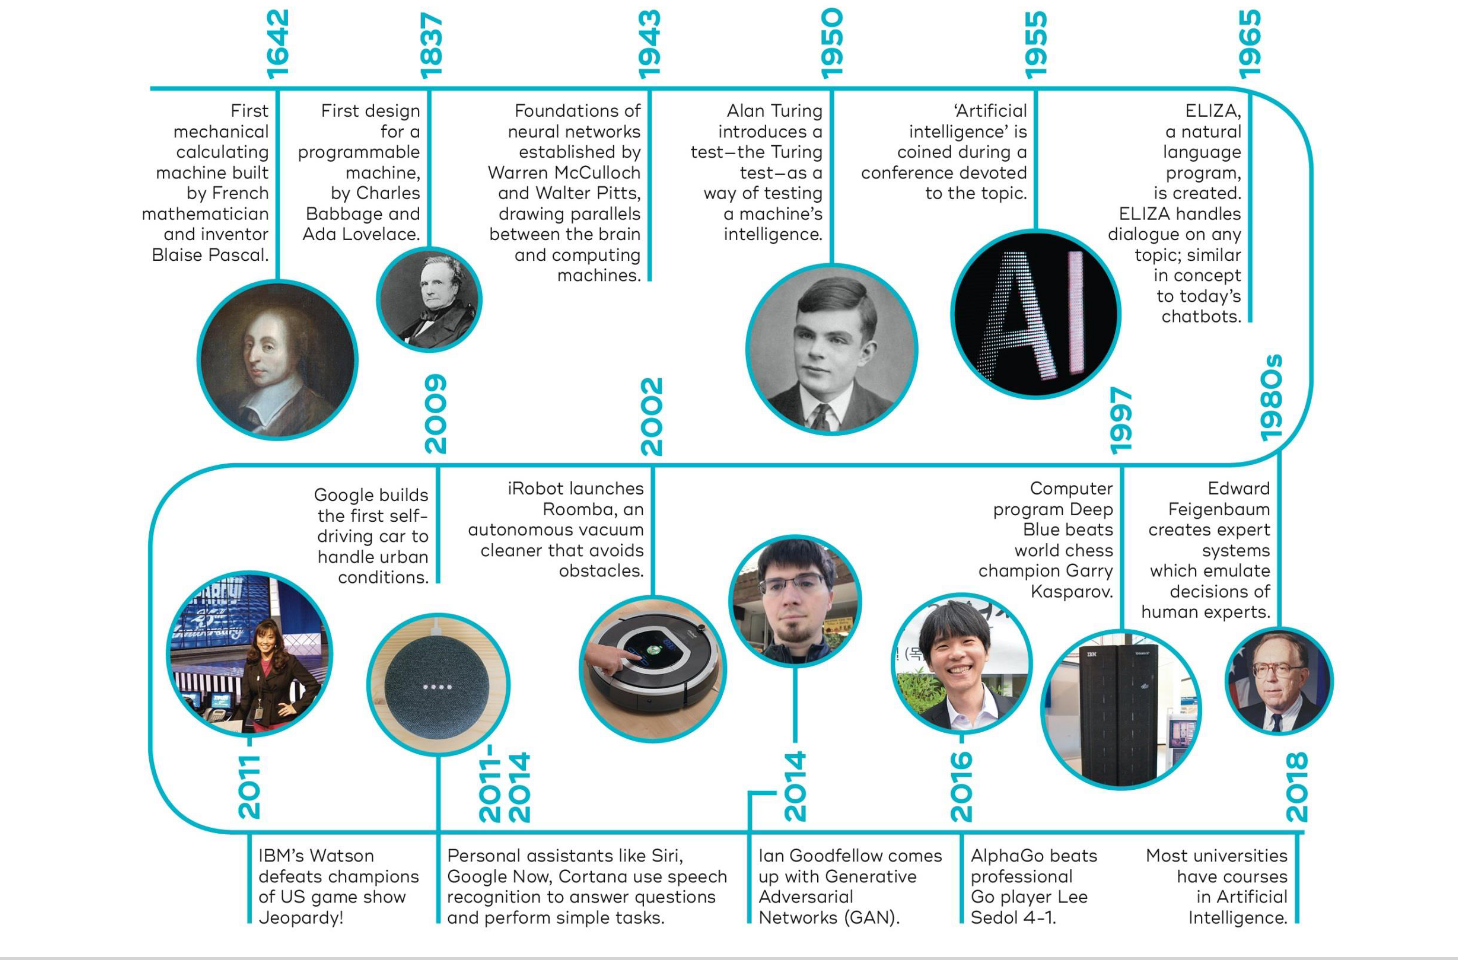 1642
First
mechanical
calculating
machine built
by French
mathematician
and inventor
Blaise Pascal.
1837
First design
for a
programmable
machine,
by Charles
Babbage and
Ada Lovelace.
1943
Foundations of
neural networks
established by
Warren McCulloch
and Walter Pitts,
drawing parallels
between the brain
and computing
machines.
1950
Alan Turing
introduces a
test—the Turing
test—as a
way of testing
a machine’s
intelligence.
1955
‘Artificial
intelligence’ is
coined during a
conference devoted
to the topic.
AI
1965
ELIZA,
a natural
language
program,
is created.
ELIZA handles
dialogue on any
topic; similar
in concept
to today’s
chatbots.
1980s
Edward
Feigenbaum
creates expert
systems
which emulate
decisions of
human experts.
1997
Computer
program Deep
Blue beats
world chess
champion Garry
Kasparov.
IBM
2002
iRobot launches
Roomba, an
autonomous vacuum
cleaner that avoids
obstacles.
2009
Google builds
the first self-
driving car to
handle urban
conditions.
2011
IBM’s Watson
defeats champions
of US game show
Jeopardy!
2011-
2014
Personal assistants like Siri,
Google Now, Cortana use speech
recognition to answer questions
and perform simple tasks.
2014
Ian Goodfellow comes
up with Generative
Adversarial
Networks (GAN).
2016
AlphaGo beats
professional
Go player Lee
Sedol 4-1.
2018
Most universities
have courses
in Artificial
Intelligence.